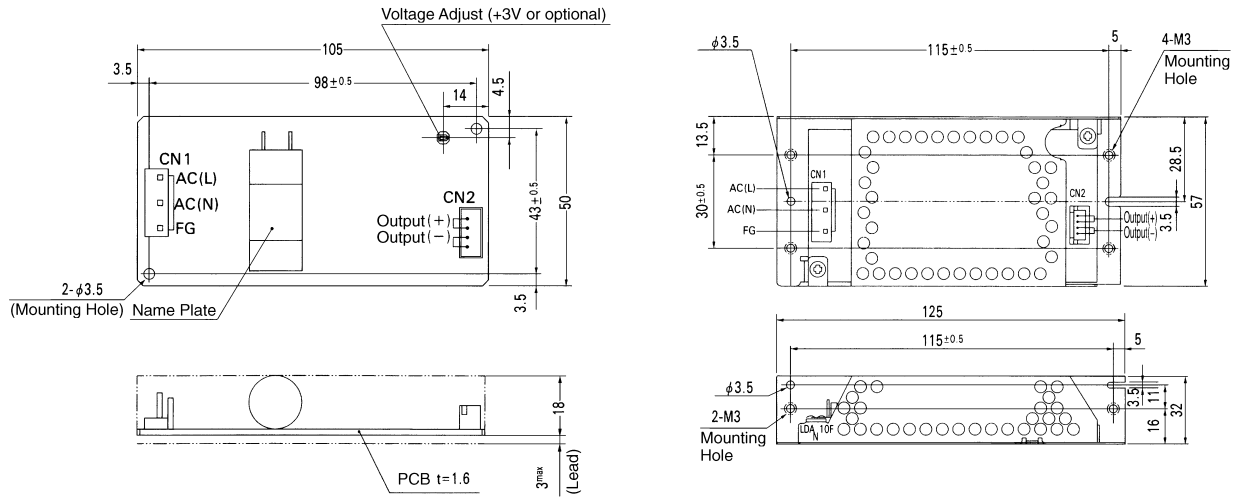 Voltage Adjust (+3V or optional)
105
3.5
98±0.5
14
4.5
CN1
AC(L)
AC(N)
FG
CN2
Output(+)
Output(−)
43±0.5
50
2-φ3.5
(Mounting Hole)
Name Plate
3.5
18
3max
(Lead)
PCB t=1.6
φ3.5
115±0.5
5
4-M3
Mounting
Hole
13.5
30±0.5
CN1
AC(L)
AC(N)
FG
CN2
Output(+)
Output(−)
28.5
3.5
57
125
115±0.5
5
φ3.5
2-M3
Mounting
Hole
LDA 10F
N
3.5
11
16
32